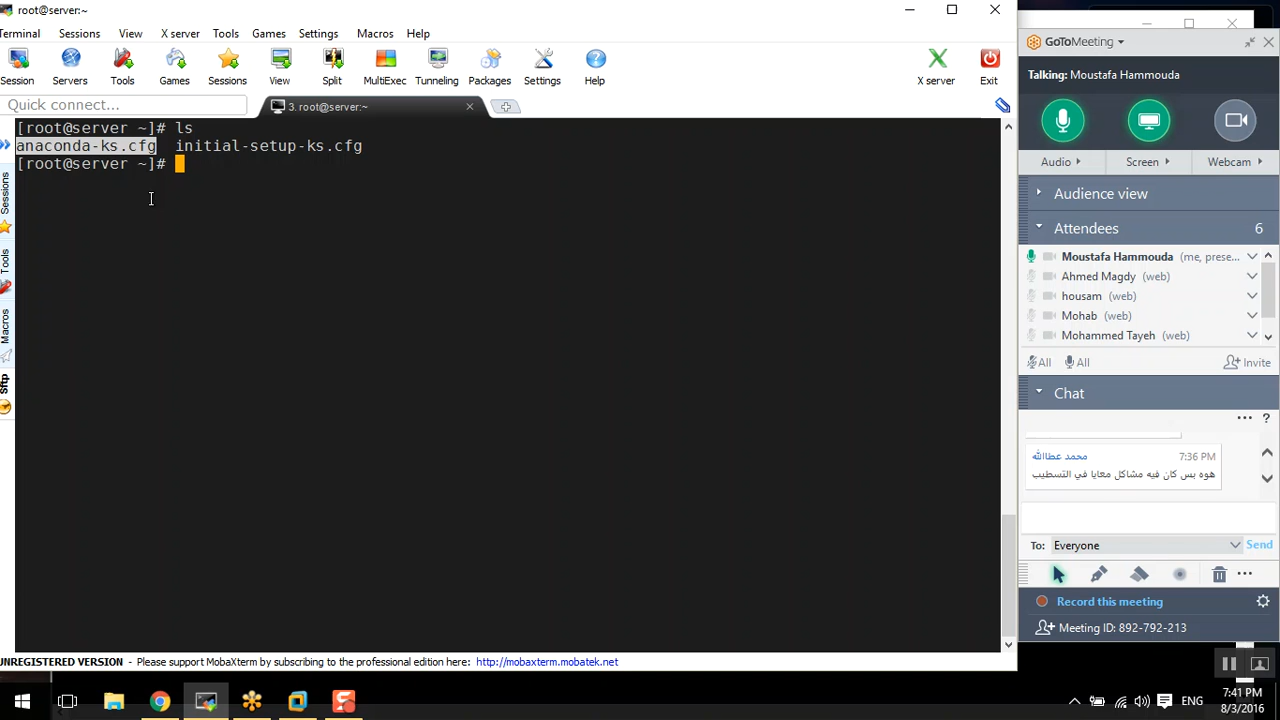 root@server:~
Terminal Sessions View X server Tools Games Settings Macros Help
Session Servers Tools Games Sessions View Split MultiExec Tunneling Packages Settings Help X server Exit
Quick connect...
3. root@server:~
[root@server ~]# ls
anaconda-ks.cfg initial-setup-ks.cfg
[root@server ~]#
Sessions
Tools
Macros
Sftp
UNREGISTERED VERSION - Please support MobaXterm by subscribing to the professional edition here: http://mobaxterm.mobatek.net
GoToMeeting
Talking: Moustafa Hammouda
Audio Screen Webcam
Audience view
Attendees 6
Moustafa Hammouda (me, prese...
Ahmed Magdy (web)
housam (web)
Mohab (web)
Mohammed Tayeh (web)
All All Invite
Chat
... ?
محمد عطاالله 7:36 PM
هوه بس كان فيه مشاكل معايا في التسطيب
To: Everyone Send
Record this meeting
Meeting ID: 892-792-213
ENG
7:41 PM
8/3/2016